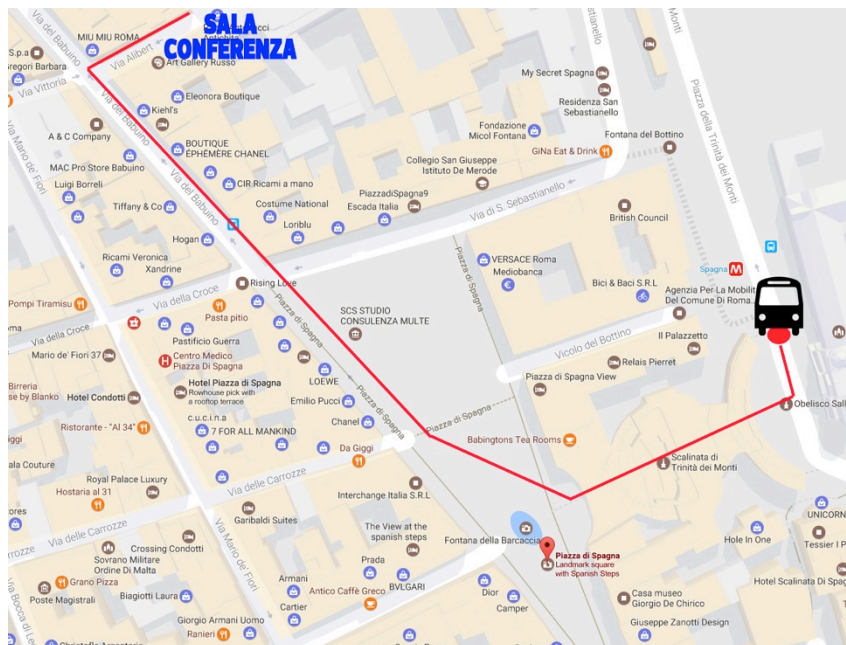 SALA
CONFERENZA
MIU MIU ROMA
Via del Babuino
Via Alibert
Art Gallery Russo
S.p.a
Gregori Barbara
Via Vittoria
Eleonora Boutique
Kiehl's
Via del Babuino
A & C Company
BOUTIQUE
ÉPHÉMÈRE CHANEL
MAC Pro Store Babuino
Via Mario de' Fiori
Luigi Borreli
CIR Ricami a mano
Tiffany & Co
Via del Babuino
Costume National
Loriblu
Hogan
PiazzadiSpagna9
Escada Italia
Collegio San Giuseppe
Istituto De Merode
Fondazione
Micol Fontana
My Secret Spagna
Residenza San
Sebastianello
GiNa Eat & Drink
Fontana del Bottino
Piazza della Trinità dei Monti
Trinità dei Monti
Via di S. Sebastianello
British Council
Ricami Veronica
Xandrine
Rising Love
VERSACE Roma
Mediobanca
Piazza di Spagna
Bici & Baci S.R.L
Spagna
M
Agenzia Per La Mobilit
Del Comune Di Roma...
Pompi Tiramisu
Via della Croce
Pasta pitio
SCS STUDIO
CONSULENZA MULTE
Via della Croce
Pastificio Guerra
Piazza di Spagna
Vicolo del Bottino
Il Palazzetto
Mario de' Fiori 37
Centro Medico
Piazza Di Spagna
Relais Pierret
Piazza di Spagna View
LOEWE
Hotel Piazza di Spagna
Rowhouse pick with
a rooftop terrace
Emilio Pucci
Birreria
se by Blanko
Hotel Condotti
c.u.c.i.n.a
Chanel
Piazza di Spagna
Piazza di Spagna
Obelisco Sall
Ristorante - "Al 34"
7 FOR ALL MANKIND
Da Giggi
Babingtons Tea Rooms
Scalinata di
Trinità dei Monti
Royal Palace Luxury
Via delle Carrozze
Hostaria al 31
Interchange Italia S.R.L
Garibaldi Suites
Via delle Carrozze
Via Mario de' Fiori
Crossing Condotti
The View at the
spanish steps
Fontana della Barcaccia
UNICORN
Hole In One
Tessier I P
Sovrano Militare
Ordine Di Malta
Prada
Piazza di Spagna
Landmark square
with Spanish Steps
Grano Pizza
Armani
BVLGARI
Hotel Scalinata Di Spag
Poste Magistrali
Biagiotti Laura
Cartier
Antico Caffè Greco
Dior
Camper
Casa museo
Giorgio De Chirico
Giorgio Armani Uomo
Ranieri
Giuseppe Zanotti Design